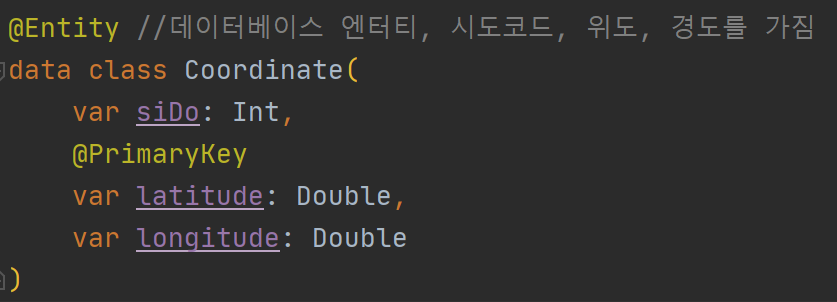 @Entity //데이터베이스 엔터티, 시도코드, 위도, 경도를 가짐
data class Coordinate(
    var siDo: Int,
    @PrimaryKey
    var latitude: Double,
    var longitude: Double
)